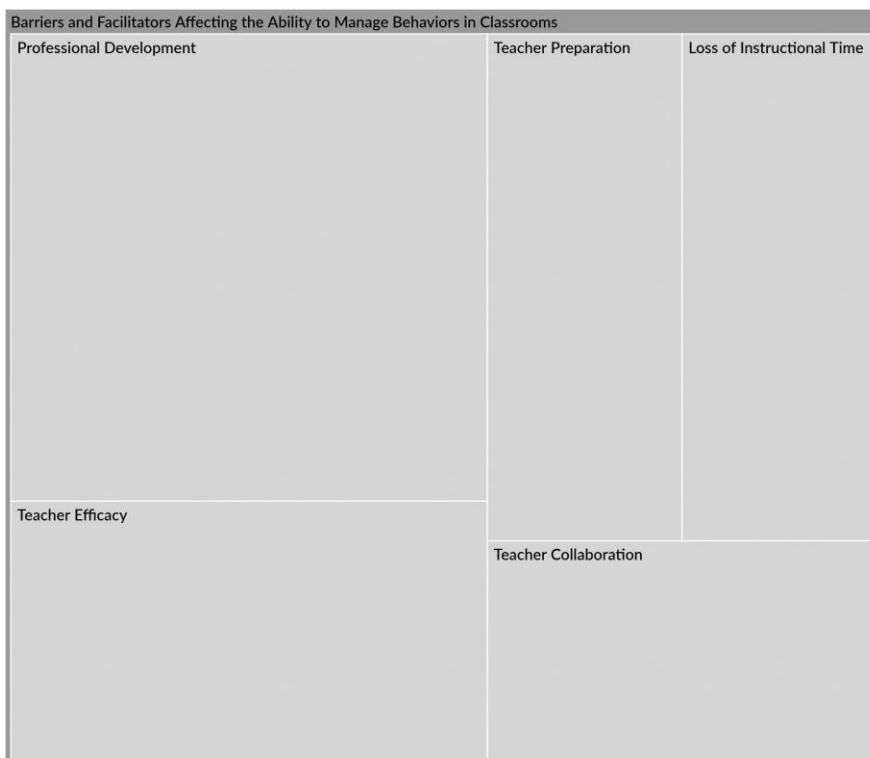 Barriers and Facilitators Affecting the Ability to Manage Behaviors in Classrooms
Professional Development
Teacher Preparation
Loss of Instructional Time
Teacher Efficacy
Teacher Collaboration